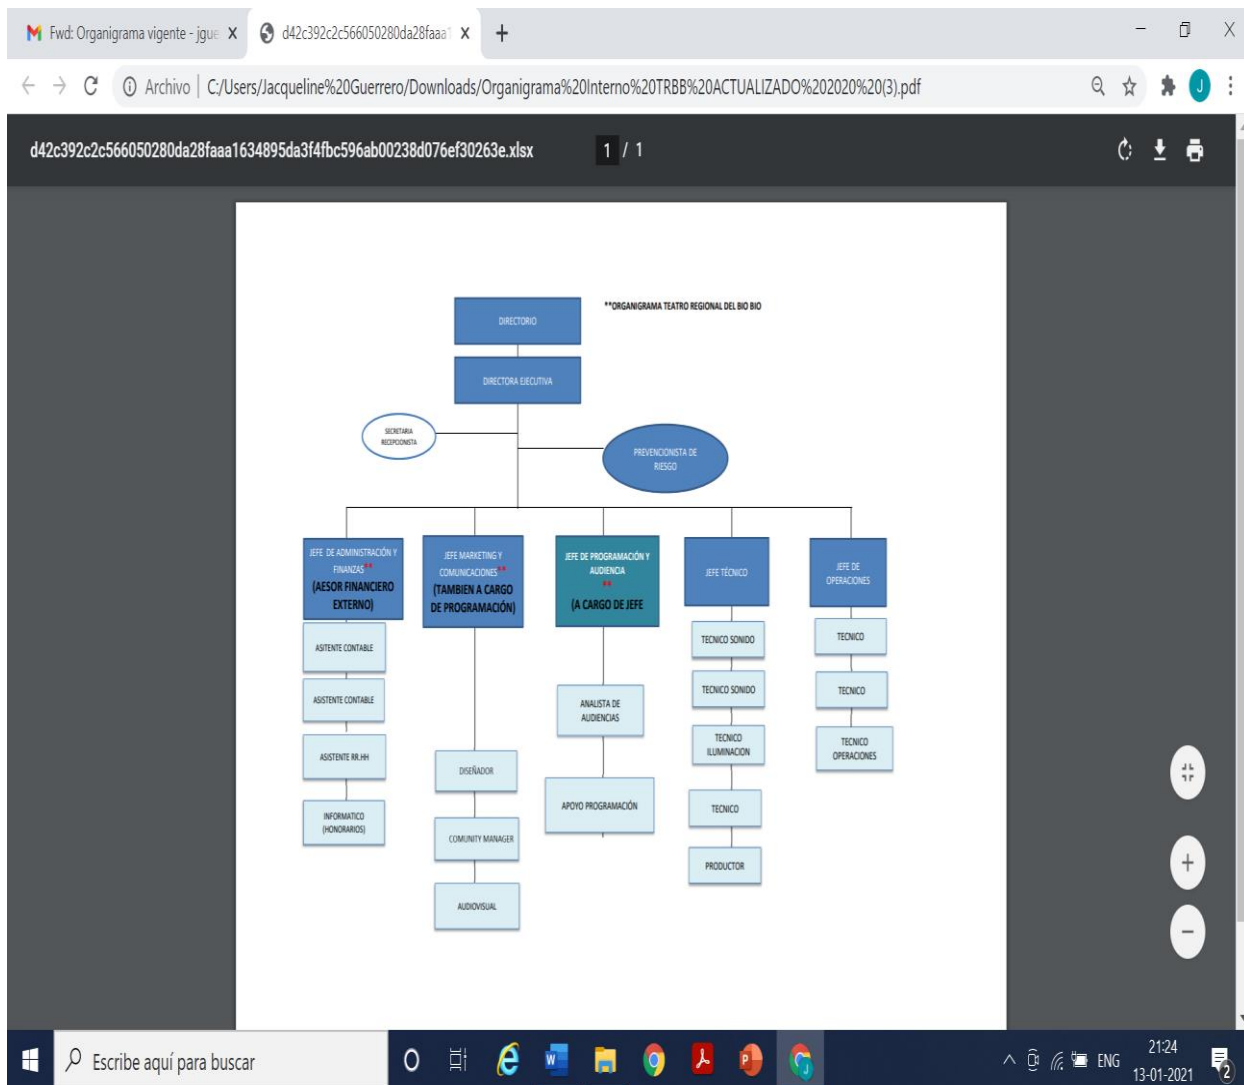 Fwd: Organigrama vigente - jgue
d42c392c2c566050280da28faaa1
Archivo | C:/Users/Jacqueline%20Guerrero/Downloads/Organigrama%20Interno%20TRBB%20ACTUALIZADO%202020%20(3).pdf
J
d42c392c2c566050280da28faaa1634895da3f4fbc596ab00238d076ef30263e.xlsx
1 / 1
**ORGANIGRAMA TEATRO REGIONAL DEL BIO BIO
DIRECTORIO
DIRECTORA EJECUTIVA
SECRETARIA
RECEPCIONISTA
PREVENCIONISTA DE
RIESGO
JEFE DE ADMINISTRACIÓN Y
FINANZAS**
(AESOR FINANCIERO
EXTERNO)
ASITENTE CONTABLE
ASISTENTE CONTABLE
ASISTENTE RR.HH
INFORMATICO
(HONORARIOS)
JEFE MARKETING Y
COMUNICACIONES**
(TAMBIEN A CARGO
DE PROGRAMACIÓN)
DISEÑADOR
COMUNITY MANAGER
AUDIOVISUAL
JEFE DE PROGRAMACIÓN Y
AUDIENCIA
**
(A CARGO DE JEFE
ANALISTA DE
AUDIENCIAS
APOYO PROGRAMACIÓN
JEFE TÉCNICO
TECNICO SONIDO
TECNICO SONIDO
TECNICO
ILUMINACION
TECNICO
PRODUCTOR
JEFE DE
OPERACIONES
TECNICO
TECNICO
TECNICO
OPERACIONES
Escribe aquí para buscar
ENG
21:24
13-01-2021
2